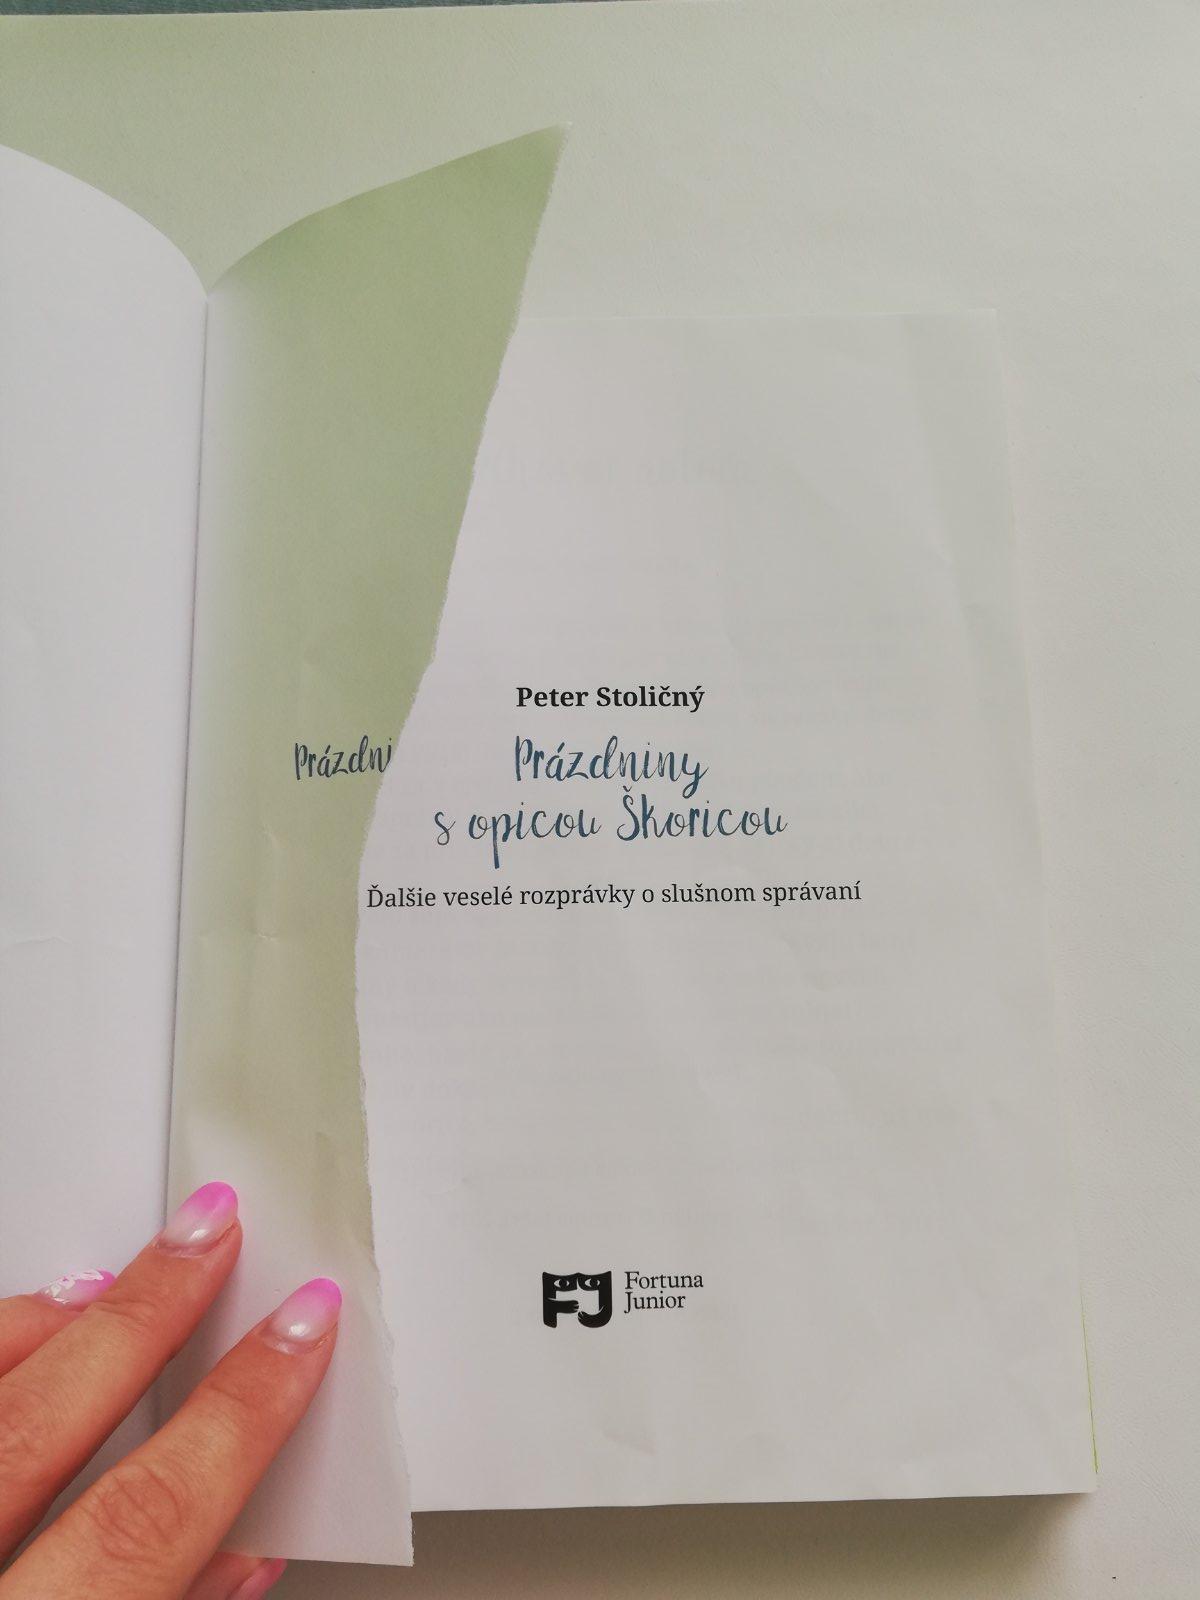 Prázdni
Peter Stoličný
Prázdniny
s opicou Škoricou
Ďalšie veselé rozprávky o slušnom správaní
Fortuna
Junior